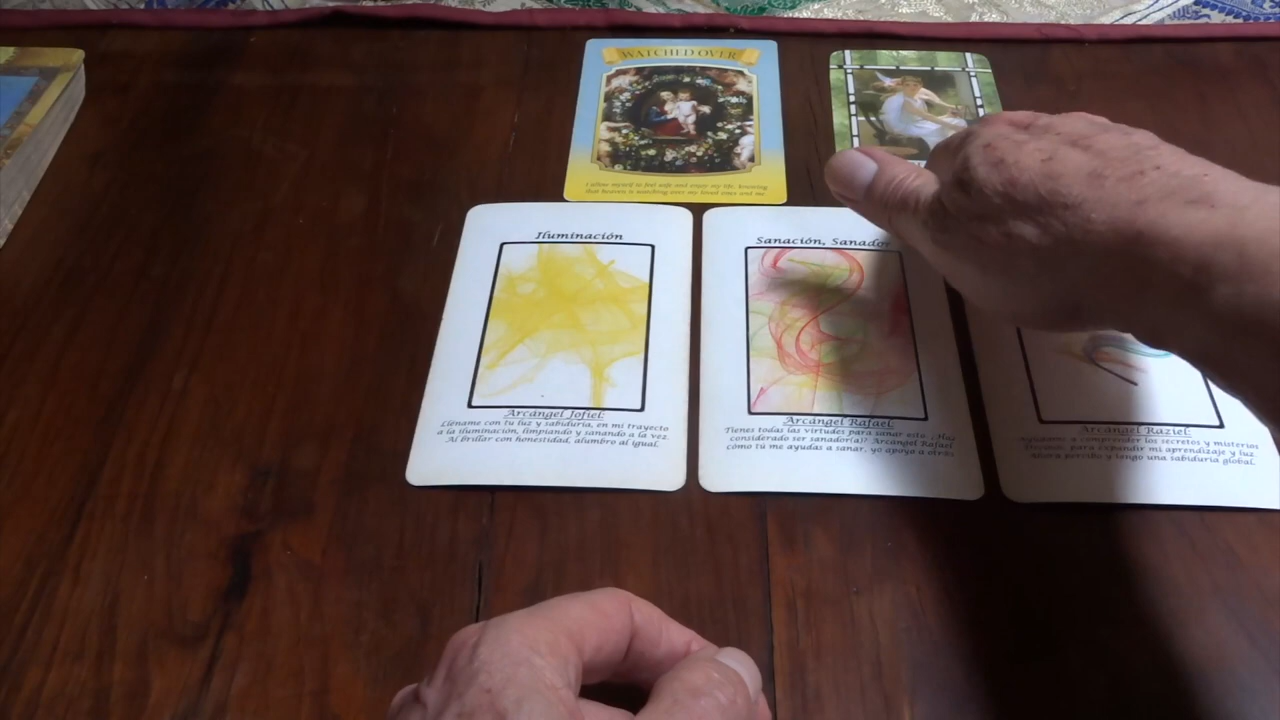 WATCHED OVER
I allow myself to feel safe and enjoy my life, knowing
that heaven is watching over my loved ones and me
Iluminación
Arcángel Jofiel:
Lléname con tu luz y sabiduría, en mi trayecto
a la iluminación, limpiando y sanando a la vez.
Al brillar con honestidad, alumbro al igual.
Sanación, Sanador
Arcángel Rafael:
Tienes todas las virtudes para sanar esto. ¿Has
considerado ser sanador(a)? Arcángel Rafael
cómo tú me ayudas a sanar, yo apoyo a otros
Arcángel Raziel:
Ayúdame a comprender los secretos y misterios
Divinos, para expandir mi aprendizaje y luz.
Ahora percibo y tengo una sabiduría global.